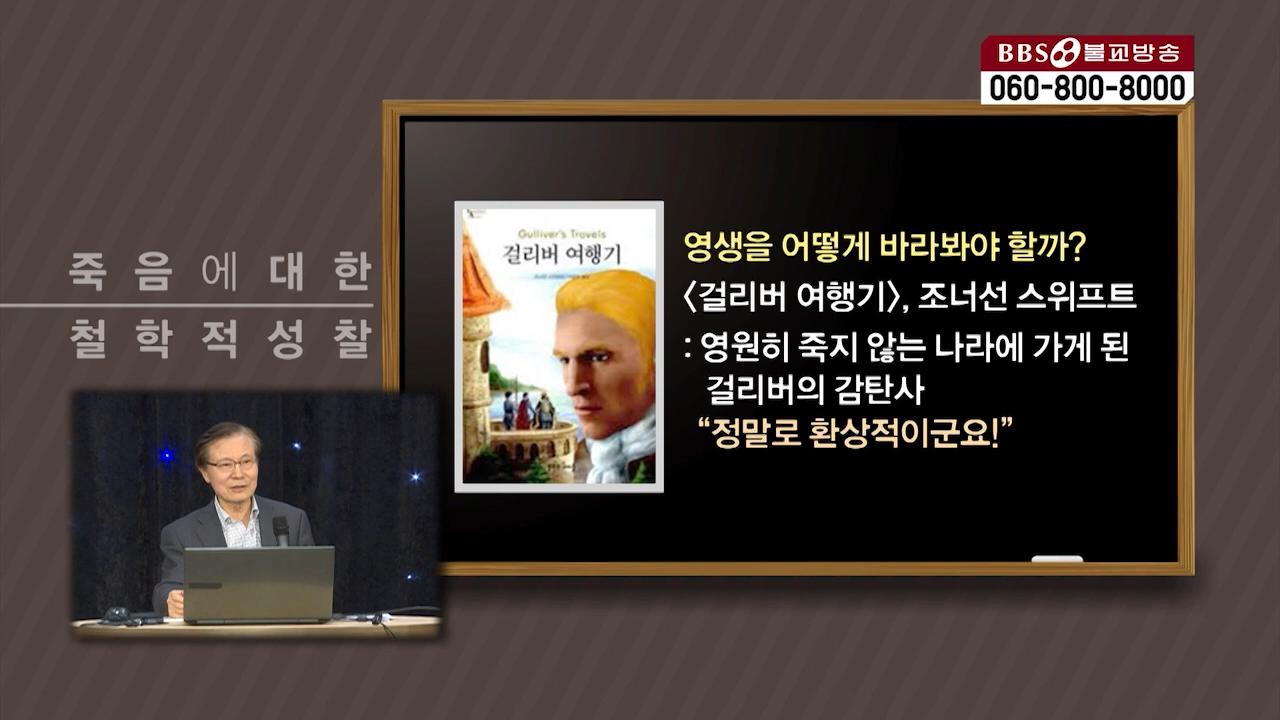 BBS 불교방송
060-800-8000
죽음에대한
철학적성찰
Gulliver's Travels
걸리버 여행기
영생을 어떻게 바라봐야 할까?
〈걸리버 여행기〉, 조너선 스위프트
: 영원히 죽지 않는 나라에 가게 된
걸리버의 감탄사
“정말로 환상적이군요!”